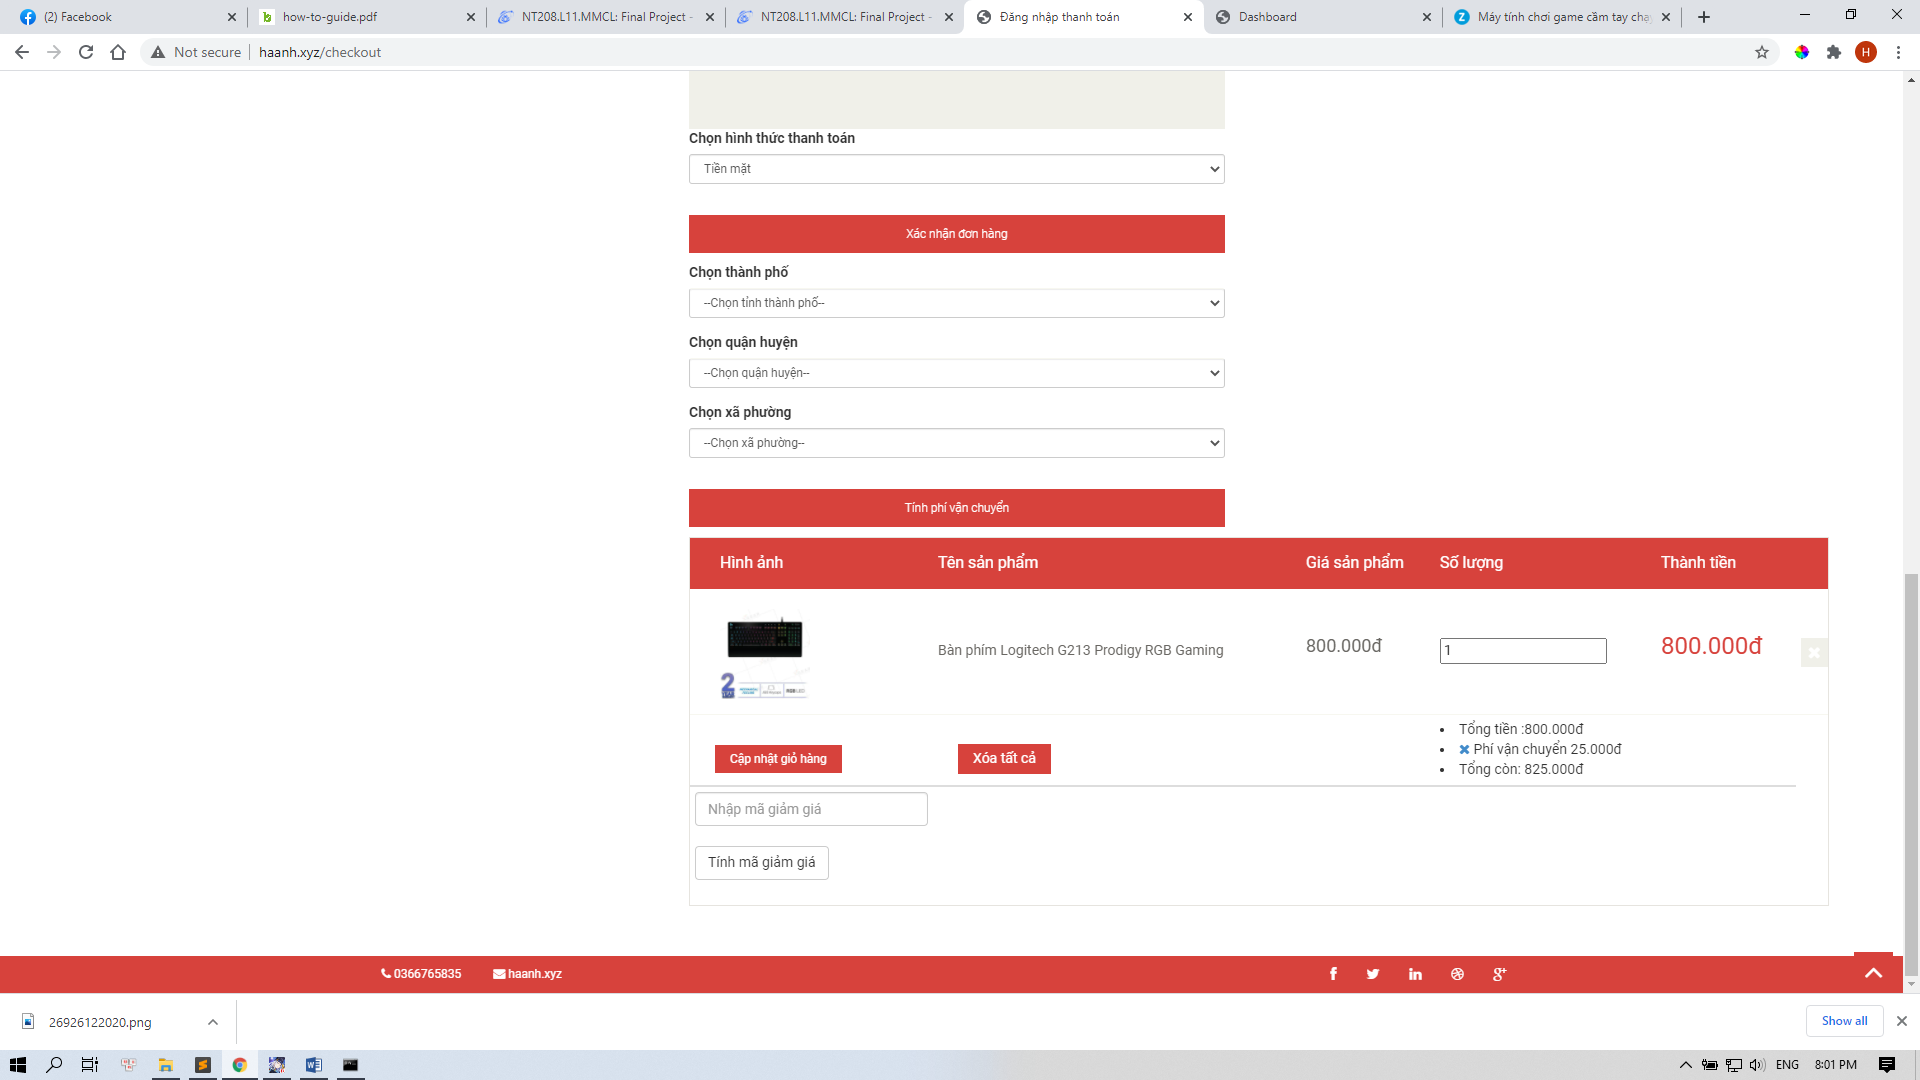 (2) Facebook
how-to-guide.pdf
NT208.L11.MMCL: Final Project -
NT208.L11.MMCL: Final Project -
Đăng nhập thanh toán
Dashboard
Máy tính chơi game cầm tay chạ
Not secure
haanh.xyz/checkout
H
Chọn hình thức thanh toán
Tiền mặt
Xác nhận đơn hàng
Chọn thành phố
--Chọn tỉnh thành phố--
Chọn quận huyện
--Chọn quận huyện--
Chọn xã phường
--Chọn xã phường--
Tính phí vận chuyển
Hình ảnh Tên sản phẩm Giá sản phẩm Số lượng Thành tiền
2
Bàn phím Logitech G213 Prodigy RGB Gaming 800.000đ 1 800.000đ
Tổng tiền :800.000đ
Phí vận chuyển 25.000đ
Tổng còn: 825.000đ
Cập nhật giỏ hàng Xóa tất cả
Nhập mã giảm giá
Tính mã giảm giá
0366765835 haanh.xyz
26926122020.png
Show all
ENG 8:01 PM